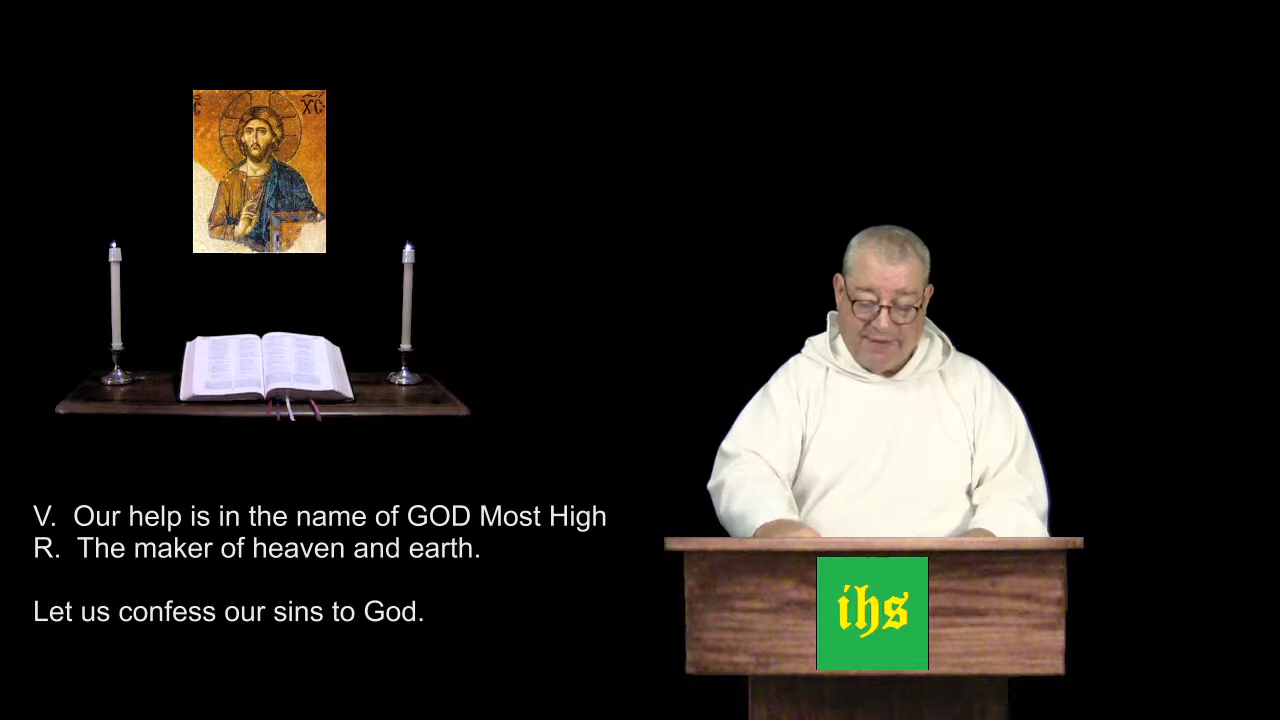 XC
V.  Our help is in the name of GOD Most High
R.  The maker of heaven and earth.
Let us confess our sins to God.
ihs